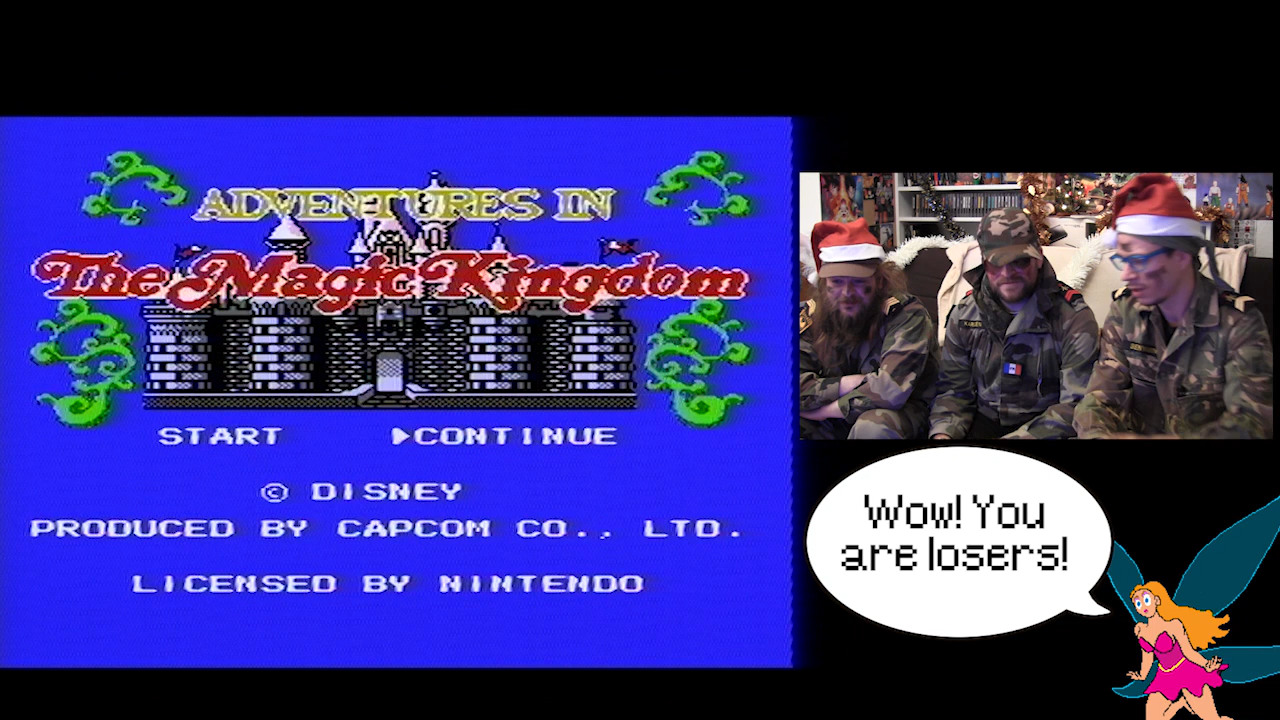 ADVENTURES IN
The Magic Kingdom
START ▶CONTINUE
© DISNEY
PRODUCED BY CAPCOM CO., LTD.
LICENSED BY NINTENDO
Wow! You
are losers!